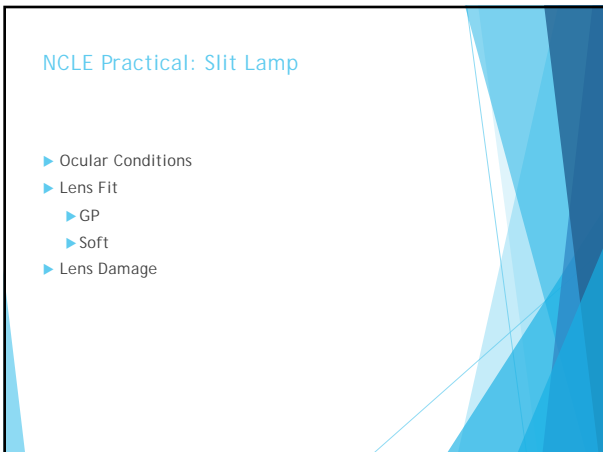 NCLE Practical: Slit Lamp
Ocular Conditions
Lens Fit
GP
Soft
Lens Damage